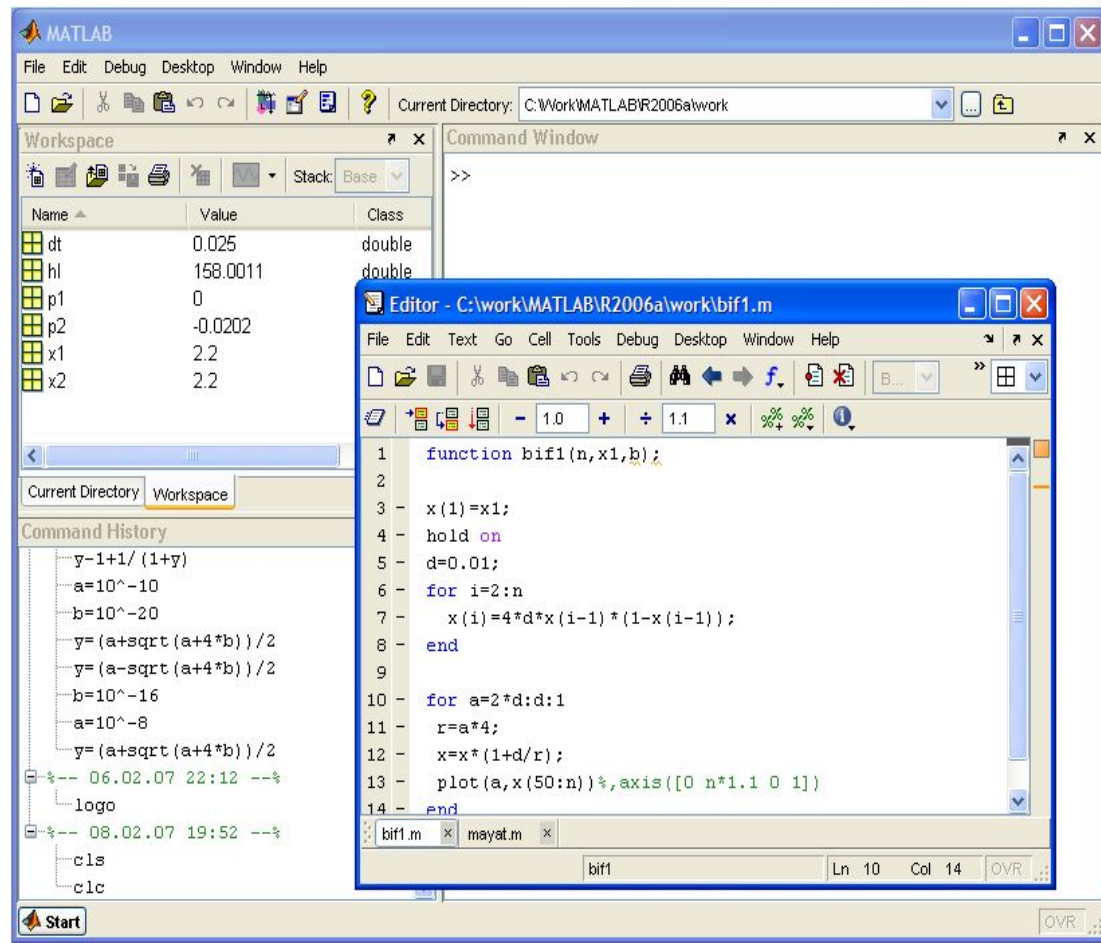 MATLAB
File Edit Debug Desktop Window Help
Current Directory: C:\Work\MATLAB\R2006a\work
Workspace
Stack: Base
Name Value Class
dt 0.025 double
hl 158.0011 double
p1 0
p2 -0.0202
x1 2.2
x2 2.2
Current Directory Workspace
Command History
y-1+1/(1+y)
a=10^-10
b=10^-20
y=(a+sqrt(a+4*b))/2
y=(a-sqrt(a+4*b))/2
b=10^-16
a=10^-8
y=(a+sqrt(a+4*b))/2
%-- 06.02.07 22:12 --%
logo
%-- 08.02.07 19:52 --%
cls
clc
Command Window
>>
Editor - C:\work\MATLAB\R2006a\work\bif1.m
File Edit Text Go Cell Tools Debug Desktop Window Help
B...
- 1.0 + ÷ 1.1 ×
1 function bif1(n,x1,b);
2
3 - x(1)=x1;
4 - hold on
5 - d=0.01;
6 - for i=2:n
7 - x(i)=4*d*x(i-1)*(1-x(i-1));
8 - end
9
10 - for a=2*d:d:1
11 - r=a*4;
12 - x=x*(1+d/r);
13 - plot(a,x(50:n))%,axis([0 n*1.1 0 1])
14 - end
bif1.m × mayat.m ×
bif1 Ln 10 Col 14 OVR
Start OVR